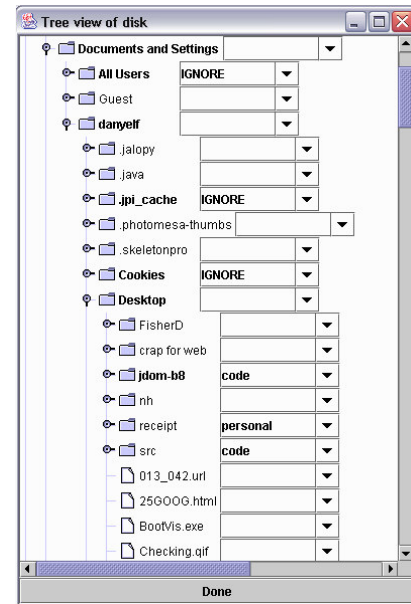 Tree view of disk
Documents and Settings
All Users IGNORE
Guest
danyelf
.jalopy
.java
.jpi_cache IGNORE
.photomesa-thumbs
.skeletonpro
Cookies IGNORE
Desktop
FisherD
crap for web
jdom-b8 code
nh
receipt personal
src code
013_042.url
25GOOG.html
BootVis.exe
Checking.qif
Done